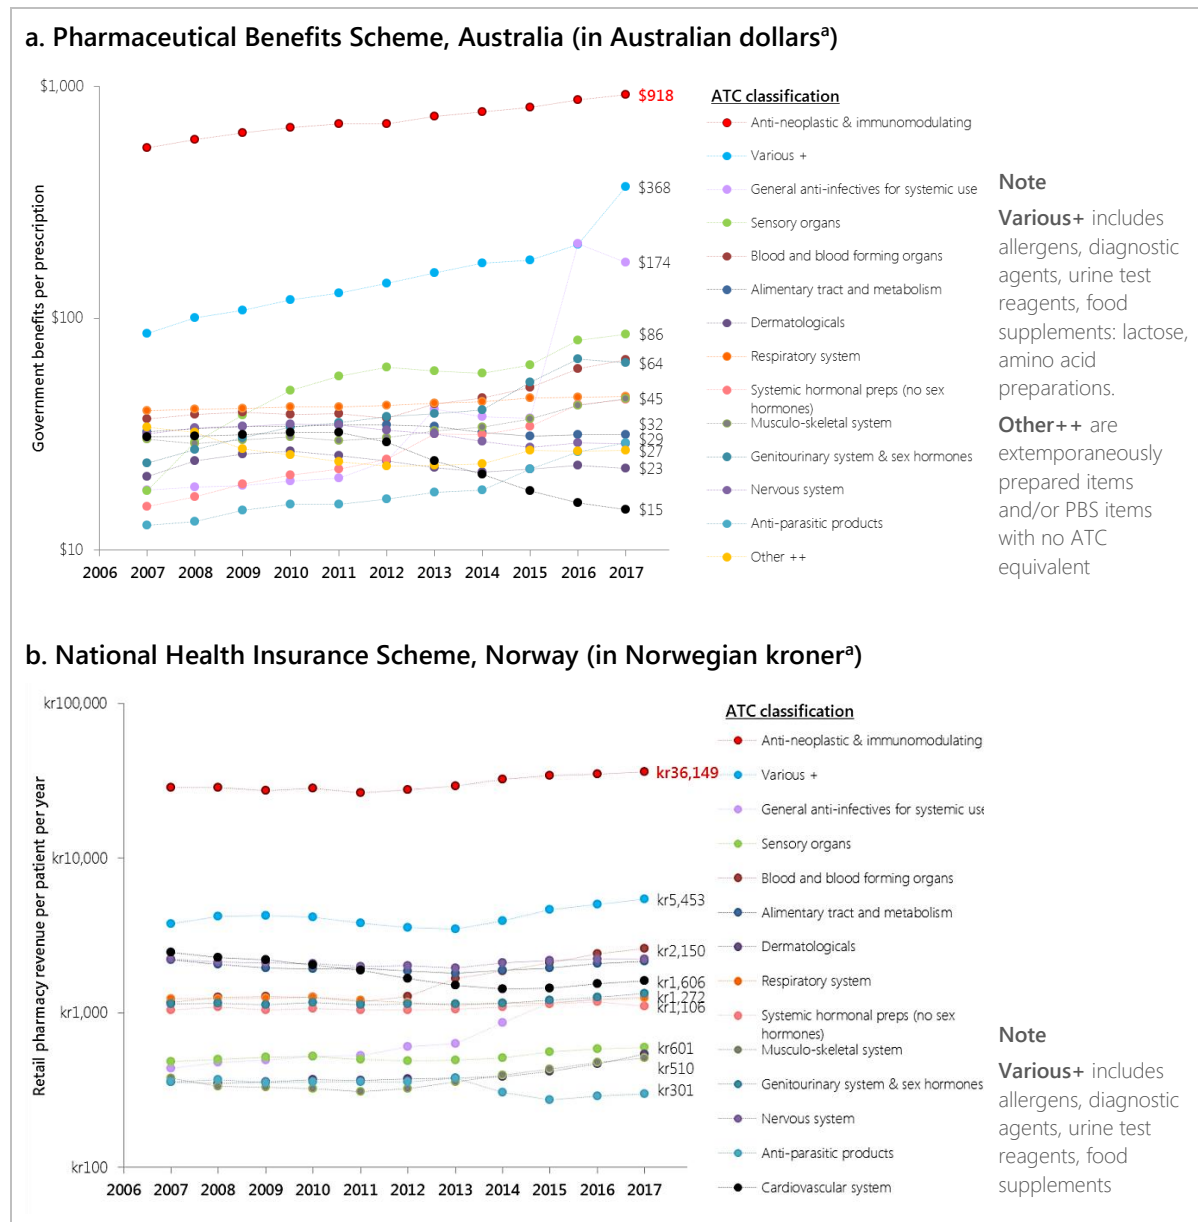 a. Pharmaceutical Benefits Scheme, Australia (in Australian dollarsᵃ)
Government benefits per prescription
$1,000
$100
$10
2006 2007 2008 2009 2010 2011 2012 2013 2014 2015 2016 2017
$918
$368
$174
$86
$64
$45
$32
$29
$27
$23
$15
ATC classification
Anti-neoplastic & immunomodulating
Various +
General anti-infectives for systemic use
Sensory organs
Blood and blood forming organs
Alimentary tract and metabolism
Dermatologicals
Respiratory system
Systemic hormonal preps (no sex
hormones)
Musculo-skeletal system
Genitourinary system & sex hormones
Nervous system
Anti-parasitic products
Other ++
Note
Various+ includes
allergens, diagnostic
agents, urine test
reagents, food
supplements: lactose,
amino acid
preparations.
Other++ are
extemporaneously
prepared items
and/or PBS items
with no ATC
equivalent
b. National Health Insurance Scheme, Norway (in Norwegian kronerᵃ)
Retail pharmacy revenue per patient per year
kr100,000
kr10,000
kr1,000
kr100
2006 2007 2008 2009 2010 2011 2012 2013 2014 2015 2016 2017
kr36,149
kr5,453
kr2,150
kr1,606
kr1,272
kr1,106
kr601
kr510
kr301
ATC classification
Anti-neoplastic & immunomodulating
Various +
General anti-infectives for systemic use
Sensory organs
Blood and blood forming organs
Alimentary tract and metabolism
Dermatologicals
Respiratory system
Systemic hormonal preps (no sex
hormones)
Musculo-skeletal system
Genitourinary system & sex hormones
Nervous system
Anti-parasitic products
Cardiovascular system
Note
Various+ includes
allergens, diagnostic
agents, urine test
reagents, food
supplements